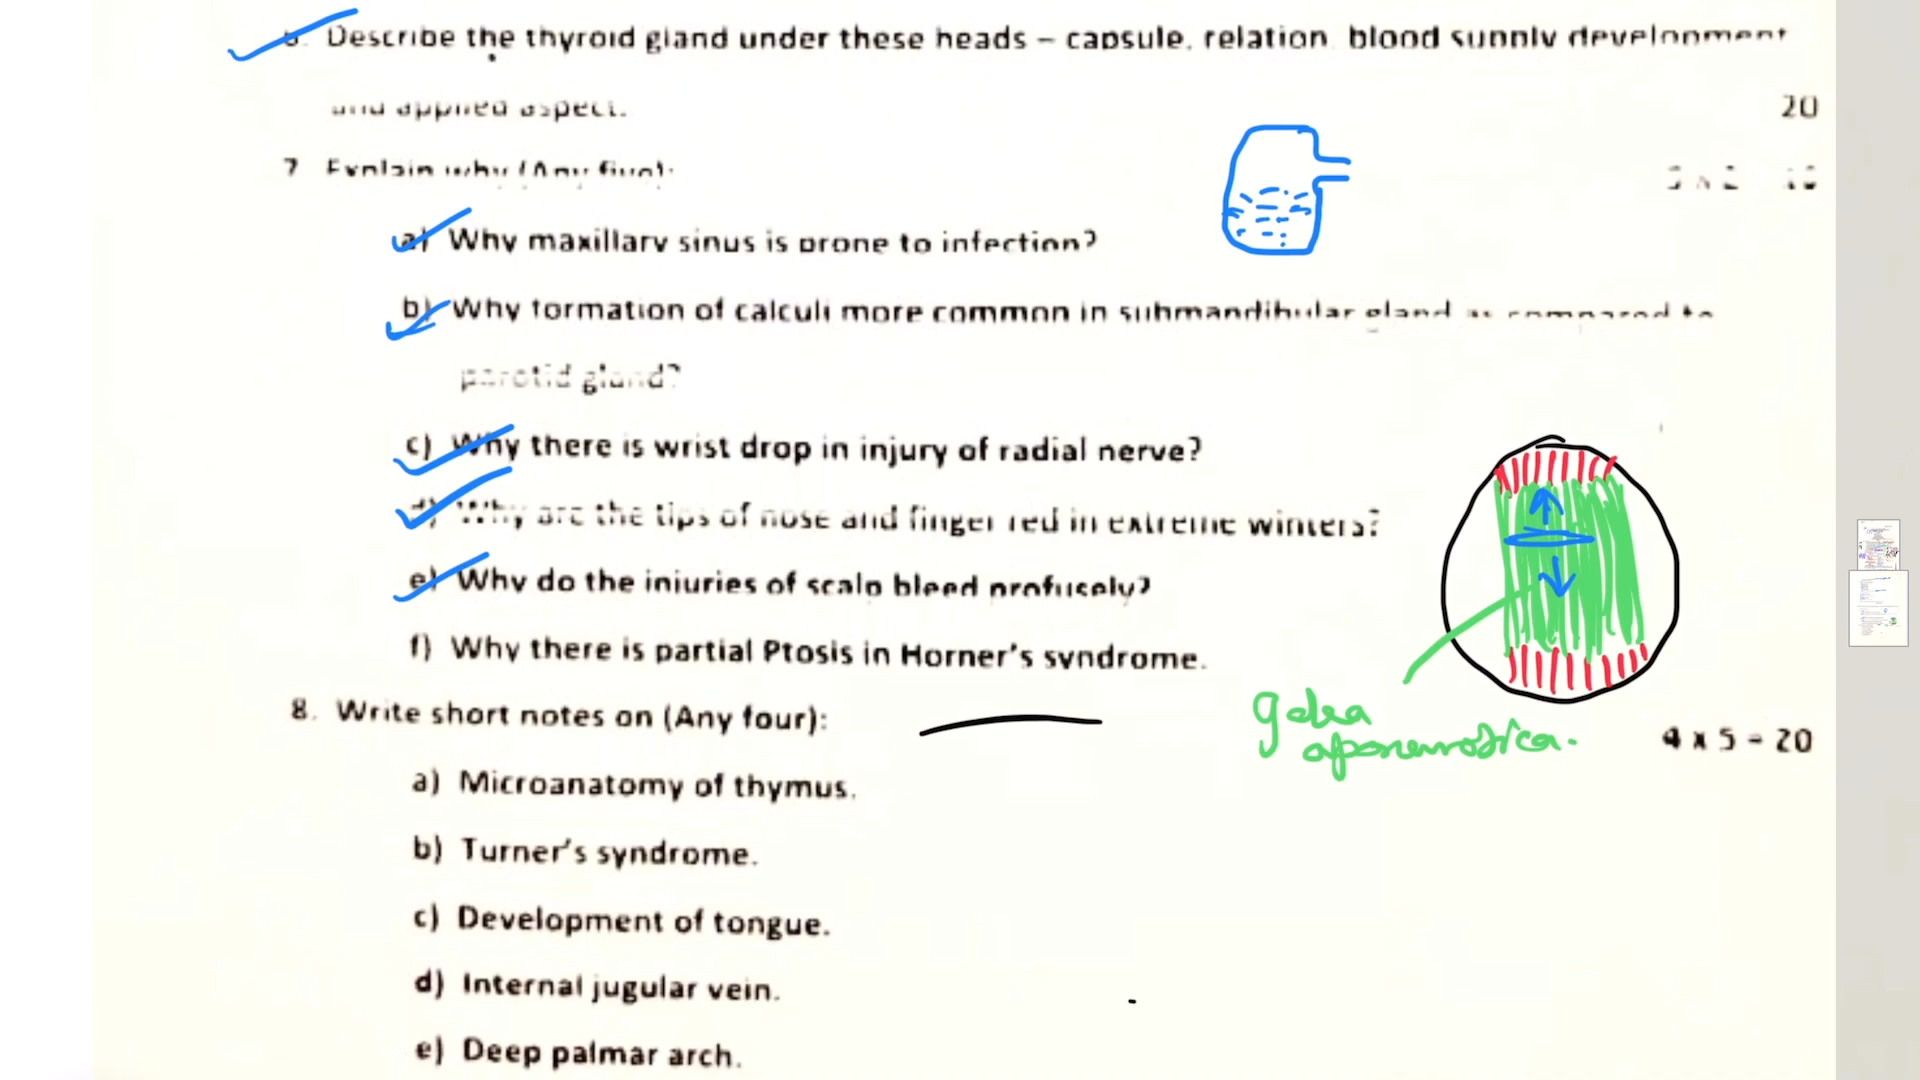 6. Describe the thyroid gland under these heads – capsule, relation, blood supply development
and applied aspect.
20
7 Explain why (Any five):
a) Why maxillary sinus is prone to infection?
b) Why formation of calculi more common in submandibular gland as compared to
parotid gland?
c) Why there is wrist drop in injury of radial nerve?
d) Why are the tips of nose and finger red in extreme winters?
e) Why do the injuries of scalp bleed profusely?
f) Why there is partial Ptosis in Horner's syndrome.
galea
aponeurotica.
8. Write short notes on (Any four):
4 x 5 = 20
a) Microanatomy of thymus.
b) Turner's syndrome.
c) Development of tongue.
d) Internal jugular vein.
e) Deep palmar arch.